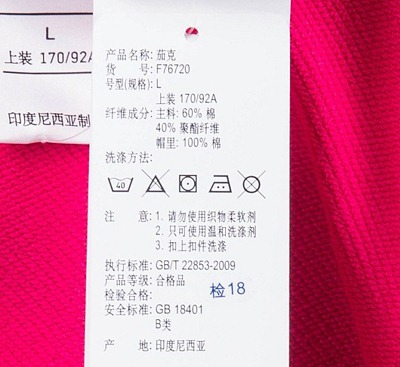 L
上装 170/92A
印度尼西亚制
产品名称: 茄克
货 号: F76720
号型(规格): L
上装 170/92A
纤维成分: 主料: 60% 棉
40% 聚酯纤维
帽里: 100% 棉
洗涤方法:
40
注 意: 1. 请勿使用织物柔软剂
2. 只可使用温和洗涤剂
3. 扣上扣件洗涤
执行标准: GB/T 22853-2009
产品等级: 合格品
检验合格: 检18
安全标准: GB 18401
B类
产 地: 印度尼西亚